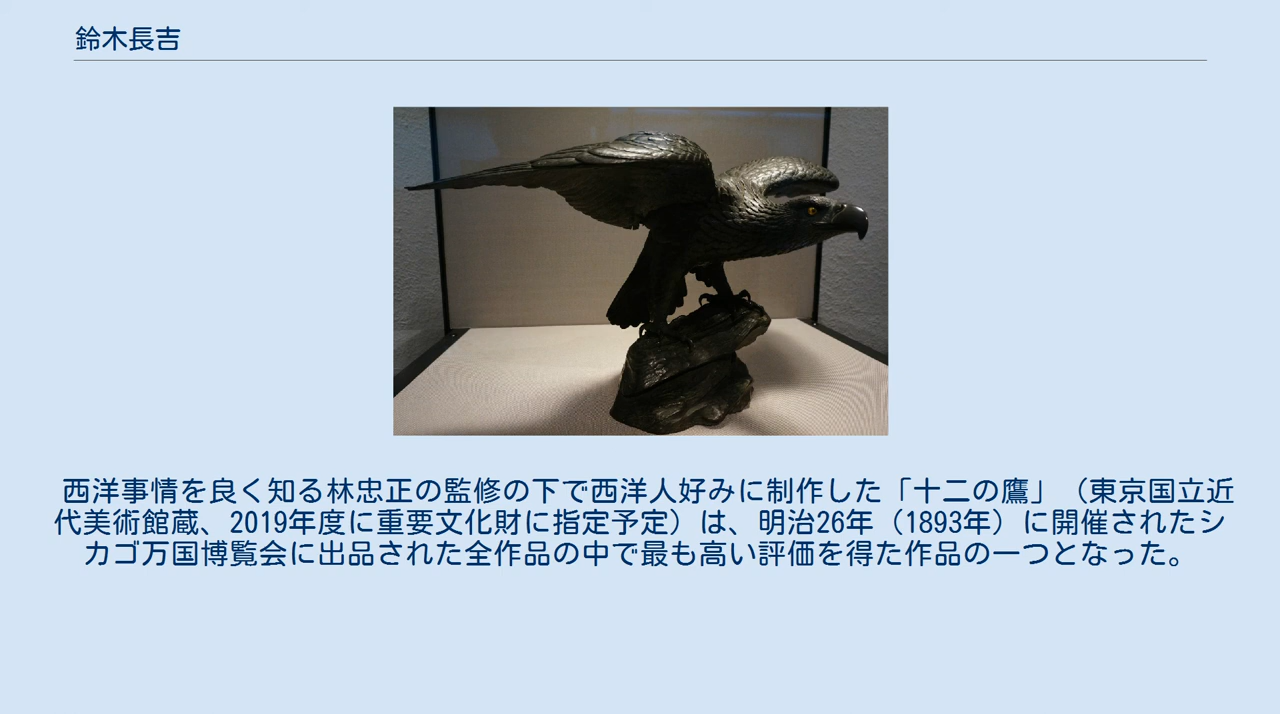 鈴木長吉
西洋事情を良く知る林忠正の監修の下で西洋人好みに制作した「十二の鷹」（東京国立近
代美術館蔵、2019年度に重要文化財に指定予定）は、明治26年（1893年）に開催されたシ
カゴ万国博覧会に出品された全作品の中で最も高い評価を得た作品の一つとなった。